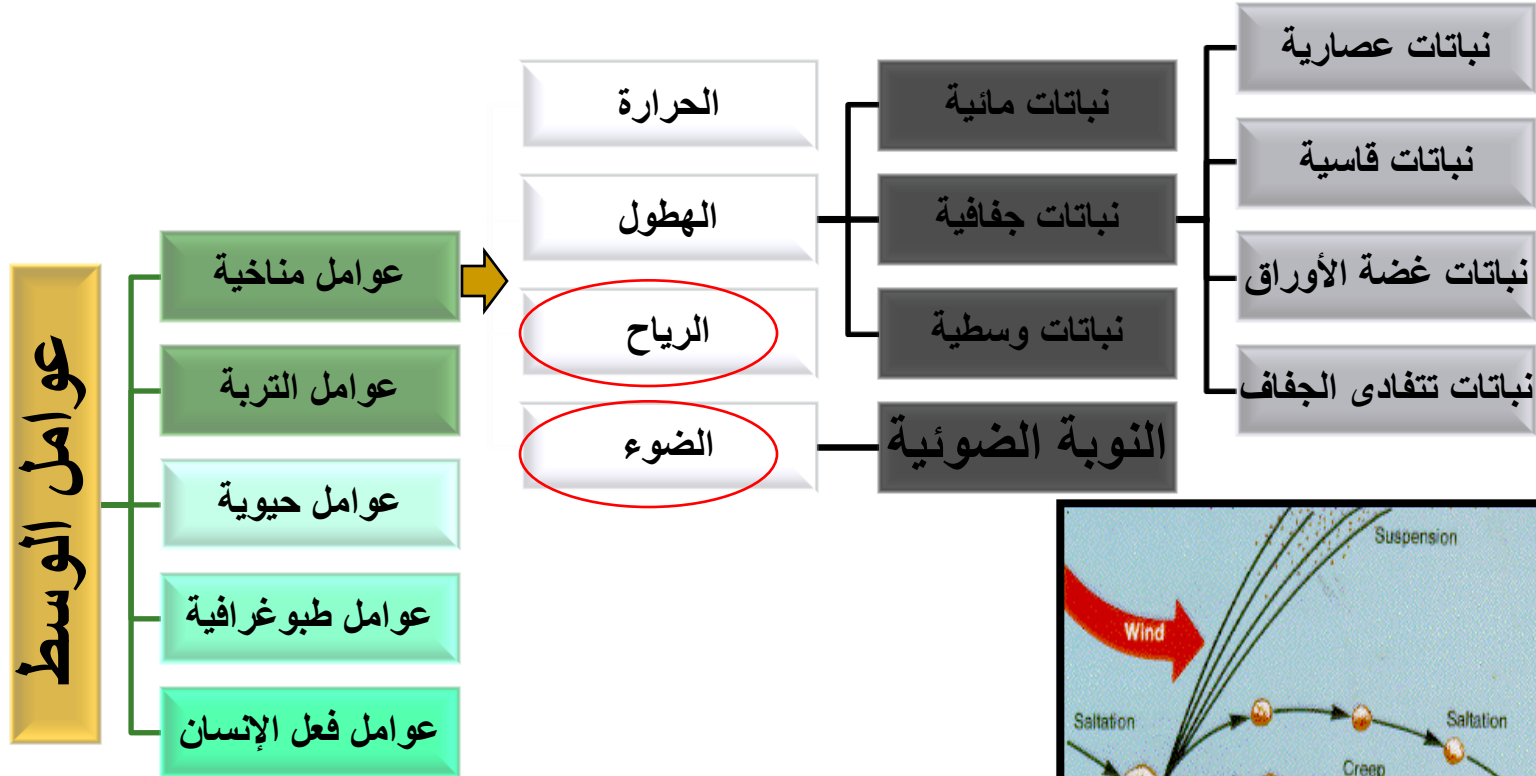 عوامل الوسط
عوامل مناخية
عوامل التربة
عوامل حيوية
عوامل طبوغرافية
عوامل فعل الإنسان
الحرارة
الهطول
الرياح
الضوء
نباتات مائية
نباتات جفافية
نباتات وسطية
النوبة الضوئية
نباتات عصارية
نباتات قاسية
نباتات غضة الأوراق
نباتات تتفادى الجفاف
Suspension
Wind
Saltation
Saltation
Creep